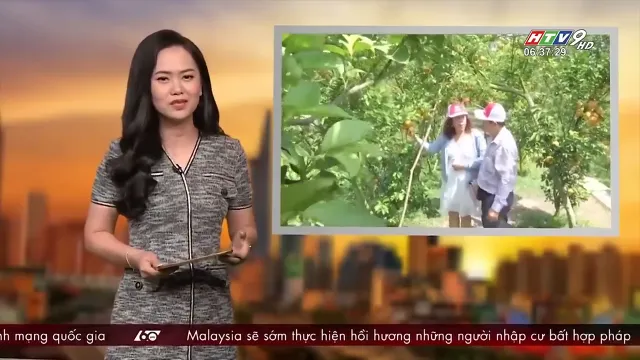 HTV9 HD
06:37:29
nh mạng quốc gia 60 Malaysia sẽ sớm thực hiện hồi hương những người nhập cư bất hợp pháp